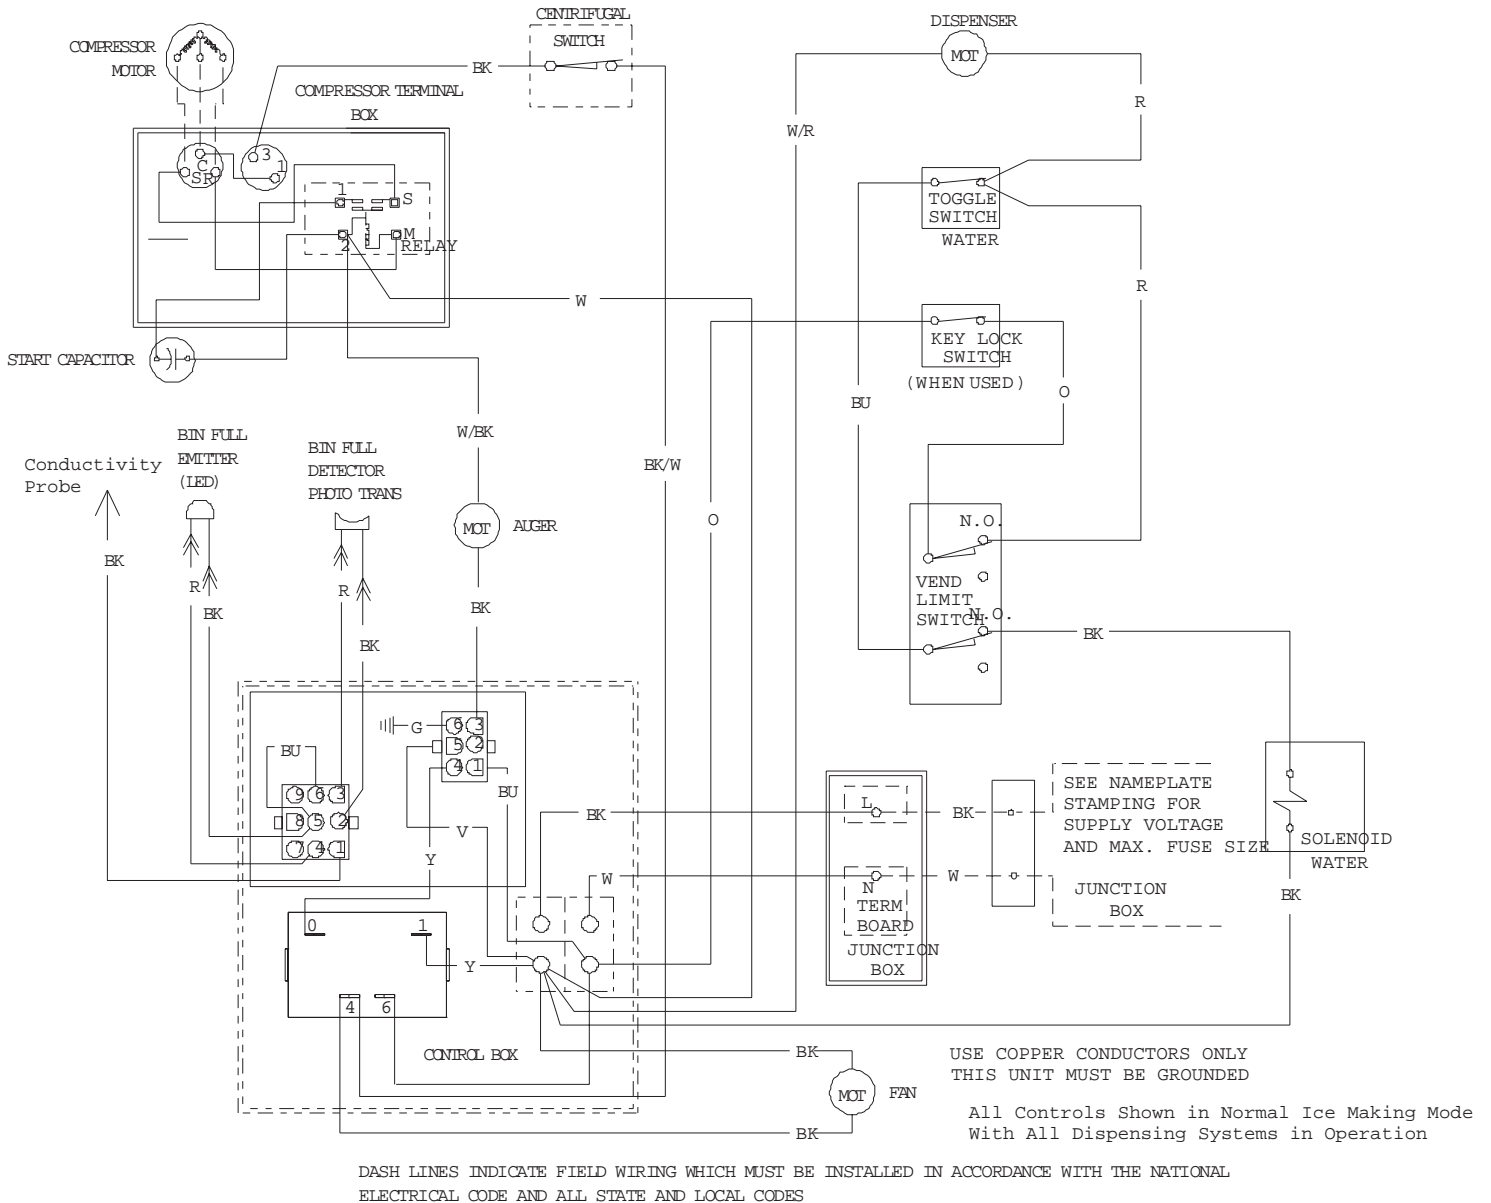 CENTRIFUGAL
SWITCH
DISPENSER
MOT
COMPRESSOR
MOTOR
BK
COMPRESSOR TERMINAL
BOX
R
W/R
3
1
C
S R
1
S
2
M
RELAY
TOGGLE
SWITCH
WATER
R
W
KEY LOCK
SWITCH
(WHEN USED)
START CAPACITOR
O
BU
W/BK
BIN FULL
EMITTER
(LED)
BIN FULL
DETECTOR
PHOTO TRANS
Conductivity
Probe
BK/W
MOT
AUGER
O
N.O.
BK
R
BK
R
BK
BK
VEND
LIMIT
SWITCH
N.O.
BK
G
6 3
5 2
4 1
BU
BU
9 6 3
8 5 2
7 4 1
V
Y
BK
L
BK
SEE NAMEPLATE
STAMPING FOR
SUPPLY VOLTAGE
AND MAX. FUSE SIZE
SOLENOID
WATER
W
N
TERM
BOARD
W
JUNCTION
BOX
BK
JUNCTION
BOX
0
1
Y
4 6
CONTROL BOX
BK
MOT
FAN
BK
USE COPPER CONDUCTORS ONLY
THIS UNIT MUST BE GROUNDED
All Controls Shown in Normal Ice Making Mode
With All Dispensing Systems in Operation
DASH LINES INDICATE FIELD WIRING WHICH MUST BE INSTALLED IN ACCORDANCE WITH THE NATIONAL
ELECTRICAL CODE AND ALL STATE AND LOCAL CODES